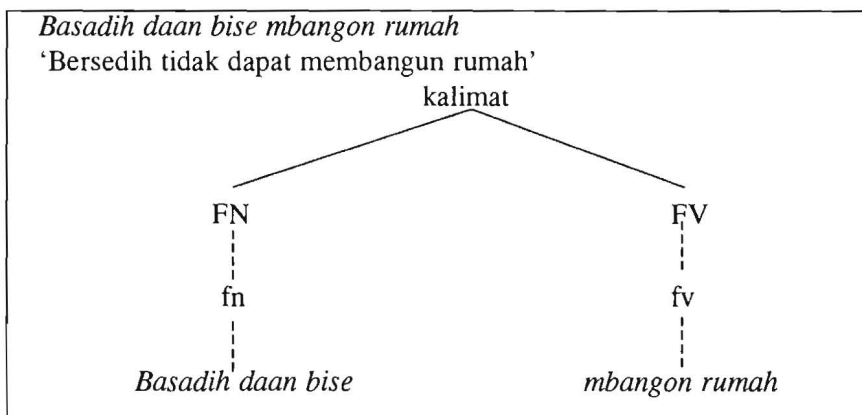 Basadih daan bise mbangon rumah
‘Bersedih tidak dapat membangun rumah’
kalimat
FN FV
fn fv
Basadih daan bise mbangon rumah